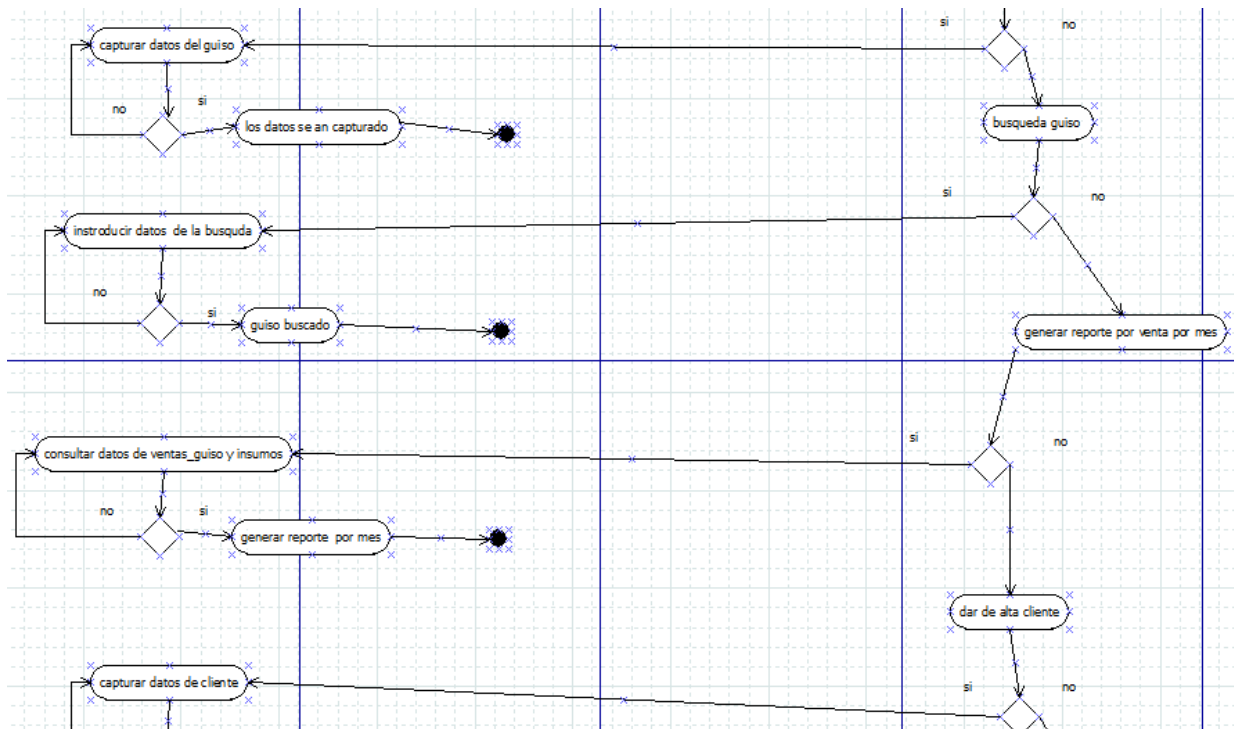 si
no
capturar datos del guiso
no
si
los datos se an capturado
busqueda guiso
si
no
instroducir datos de la busquda
no
si
guiso buscado
generar reporte por venta por mes
si
no
consultar datos de ventas_guiso y insumos
no
si
generar reporte por mes
dar de alta cliente
si
no
capturar datos de cliente